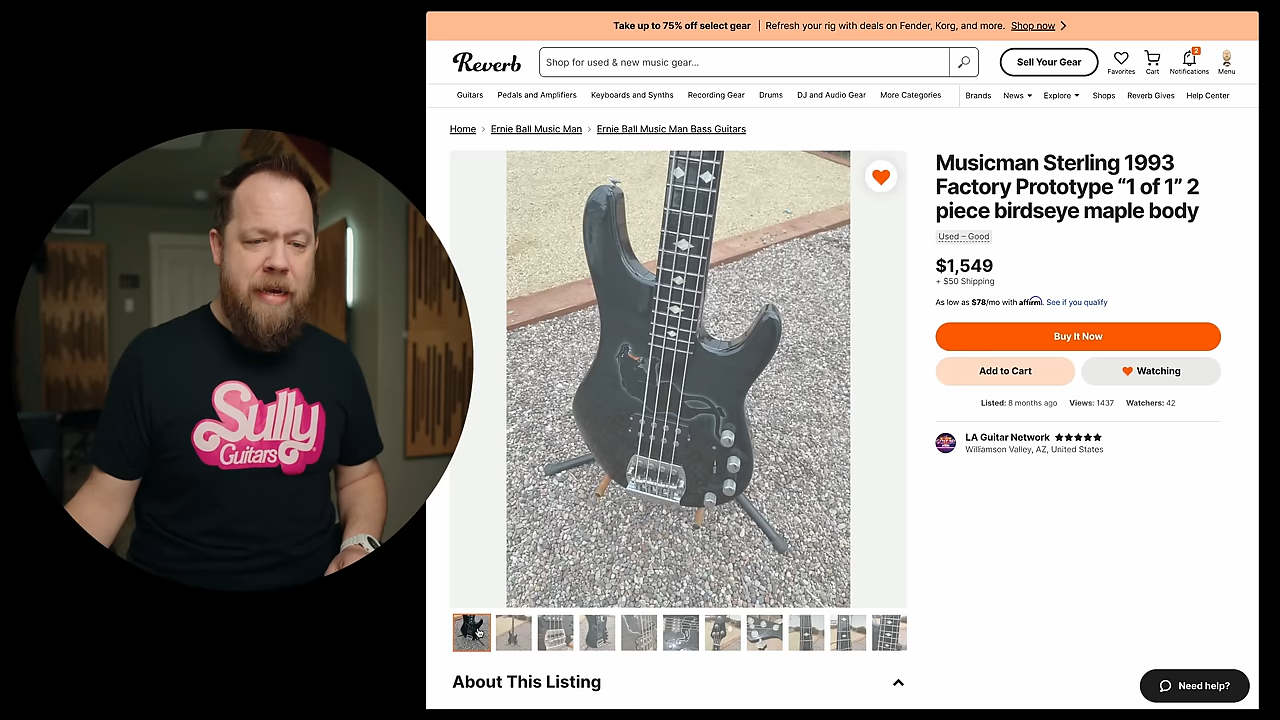 Take up to 75% off select gear | Refresh your rig with deals on Fender, Korg, and more. Shop now
Reverb
Shop for used & new music gear...
Sell Your Gear
Favorites
Cart
2
Notifications
Menu
Guitars
Pedals and Amplifiers
Keyboards and Synths
Recording Gear
Drums
DJ and Audio Gear
More Categories
Brands
News
Explore
Shops
Reverb Gives
Help Center
Home › Ernie Ball Music Man › Ernie Ball Music Man Bass Guitars
Musicman Sterling 1993
Factory Prototype “1 of 1” 2
piece birdseye maple body
Used – Good
$1,549
+ $50 Shipping
As low as $78/mo with affirm. See if you qualify
Buy It Now
Add to Cart
Watching
Listed: 8 months ago
Views: 1437
Watchers: 42
LA Guitar Network ★★★★★
Williamson Valley, AZ, United States
Sully
Guitars
About This Listing
Need help?